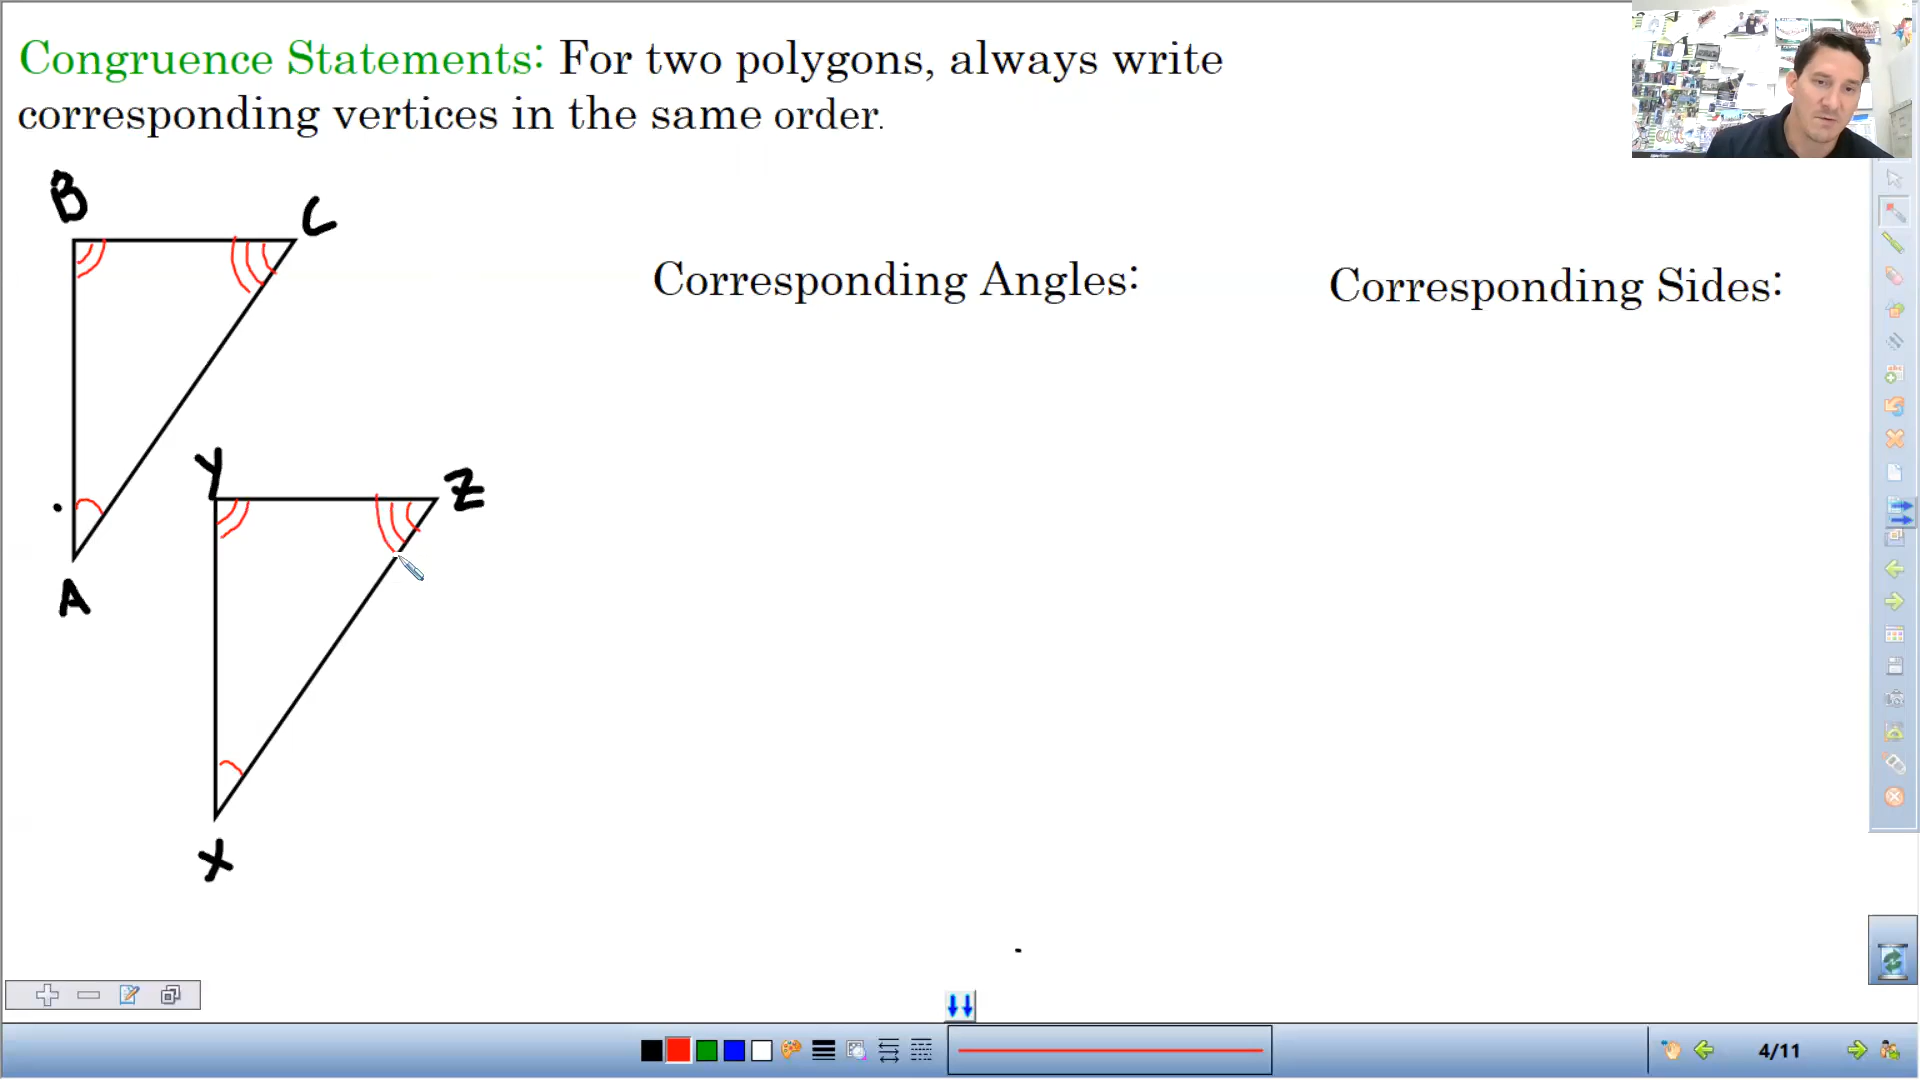 Congruence Statements: For two polygons, always write
corresponding vertices in the same order.
B
C
Corresponding Angles:
Corresponding Sides:
Y
Z
A
X
4/11